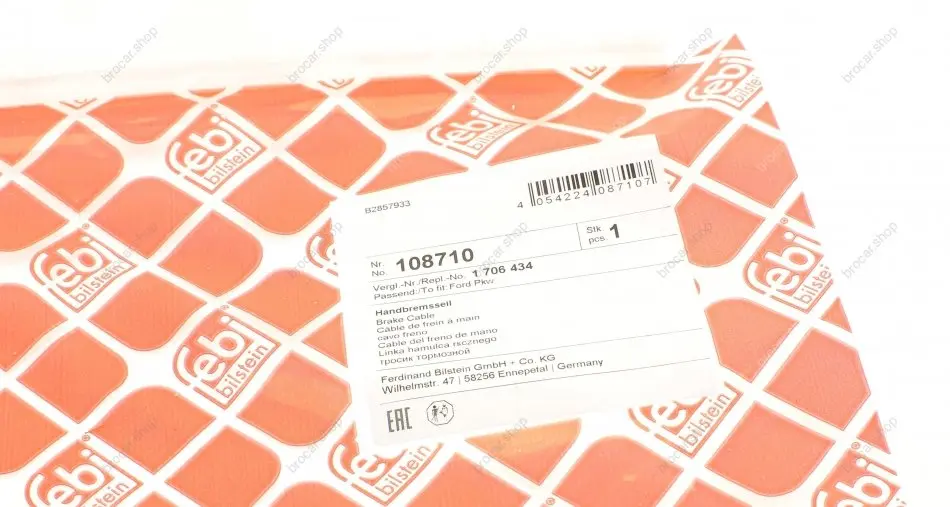 brocar.shop
febi
bilstein
B2857933
4 054224 087107
Nr.
No. 108710
Stk.
pcs. 1
Vergl.-Nr./Repl.-No. 1 706 434
Passend:/To fit: Ford Pkw
Handbremsseil
Brake Cable
Cable de frein à main
cavo freno
Cable del freno de mano
Linka hamulca ręcznego
тросик тормозной
Ferdinand Bilstein GmbH + Co. KG
Wilhelmstr. 47 | 58256 Ennepetal | Germany
EAC